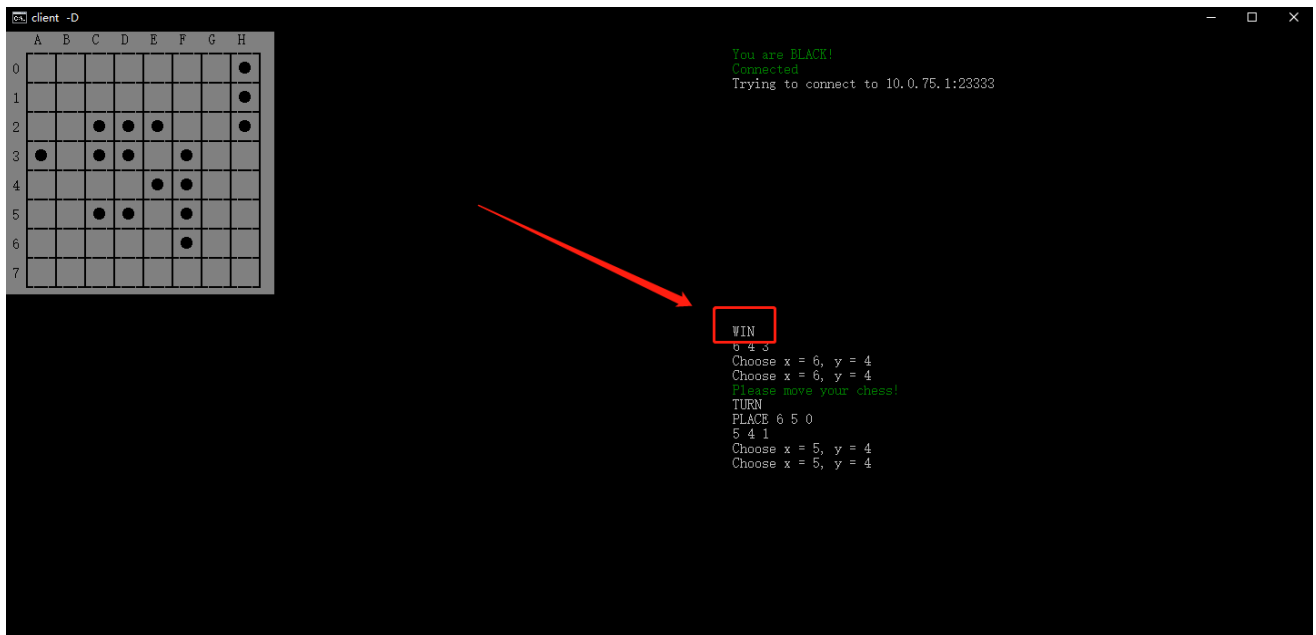 client -D
A B C D E F G H
0
1
2
3
4
5
6
7
You are BLACK!
Connected
Trying to connect to 10.0.75.1:23333
WIN
6 4 3
Choose x = 6, y = 4
Choose x = 6, y = 4
Please move your chess!
TURN
PLACE 6 5 0
5 4 1
Choose x = 5, y = 4
Choose x = 5, y = 4